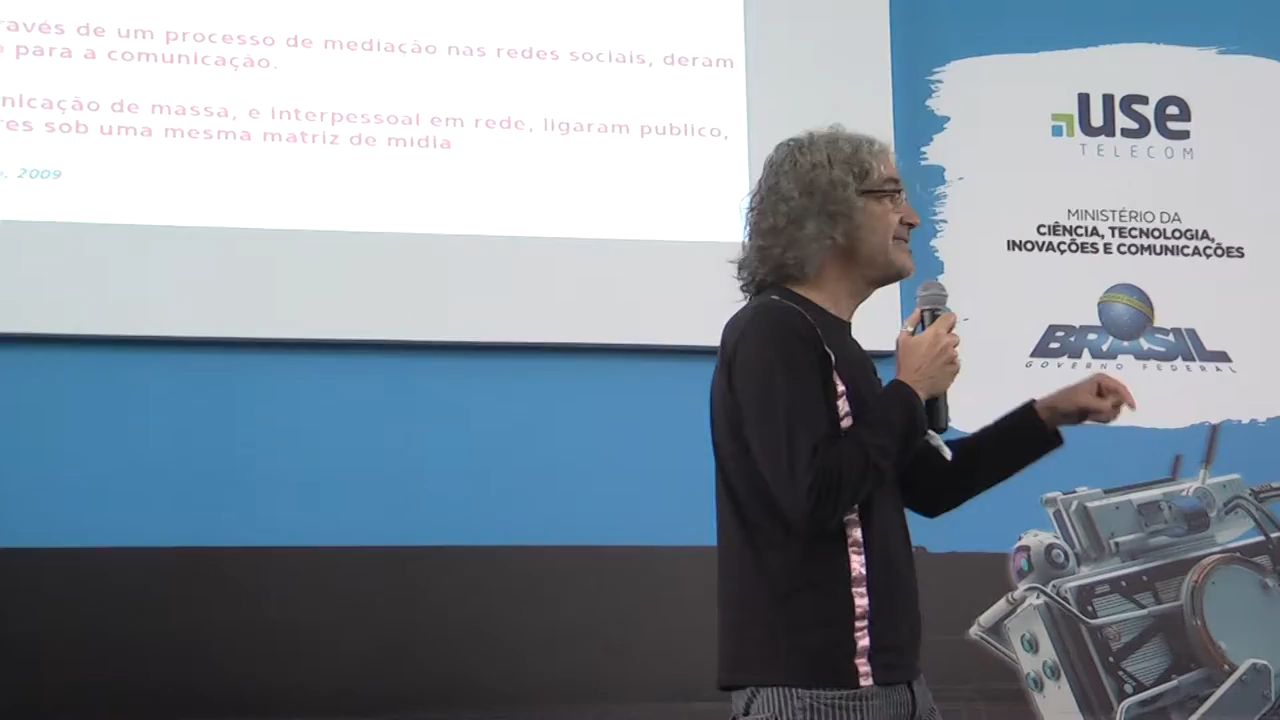 através de um processo de mediação nas redes sociais, deram
para a comunicação.
nicação de massa, e interpessoal em rede, ligaram publico,
res sob uma mesma matriz de midia
2009
use
TELECOM
MINISTÉRIO DA
CIÊNCIA, TECNOLOGIA,
INOVAÇÕES E COMUNICAÇÕES
BRASIL
GOVERNO FEDERAL